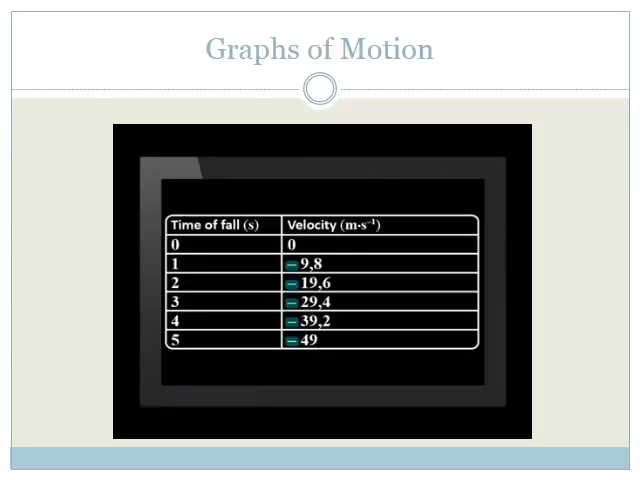 Graphs of Motion
Time of fall (s) Velocity (m·s⁻¹)
0 0
1 – 9,8
2 – 19,6
3 – 29,4
4 – 39,2
5 – 49